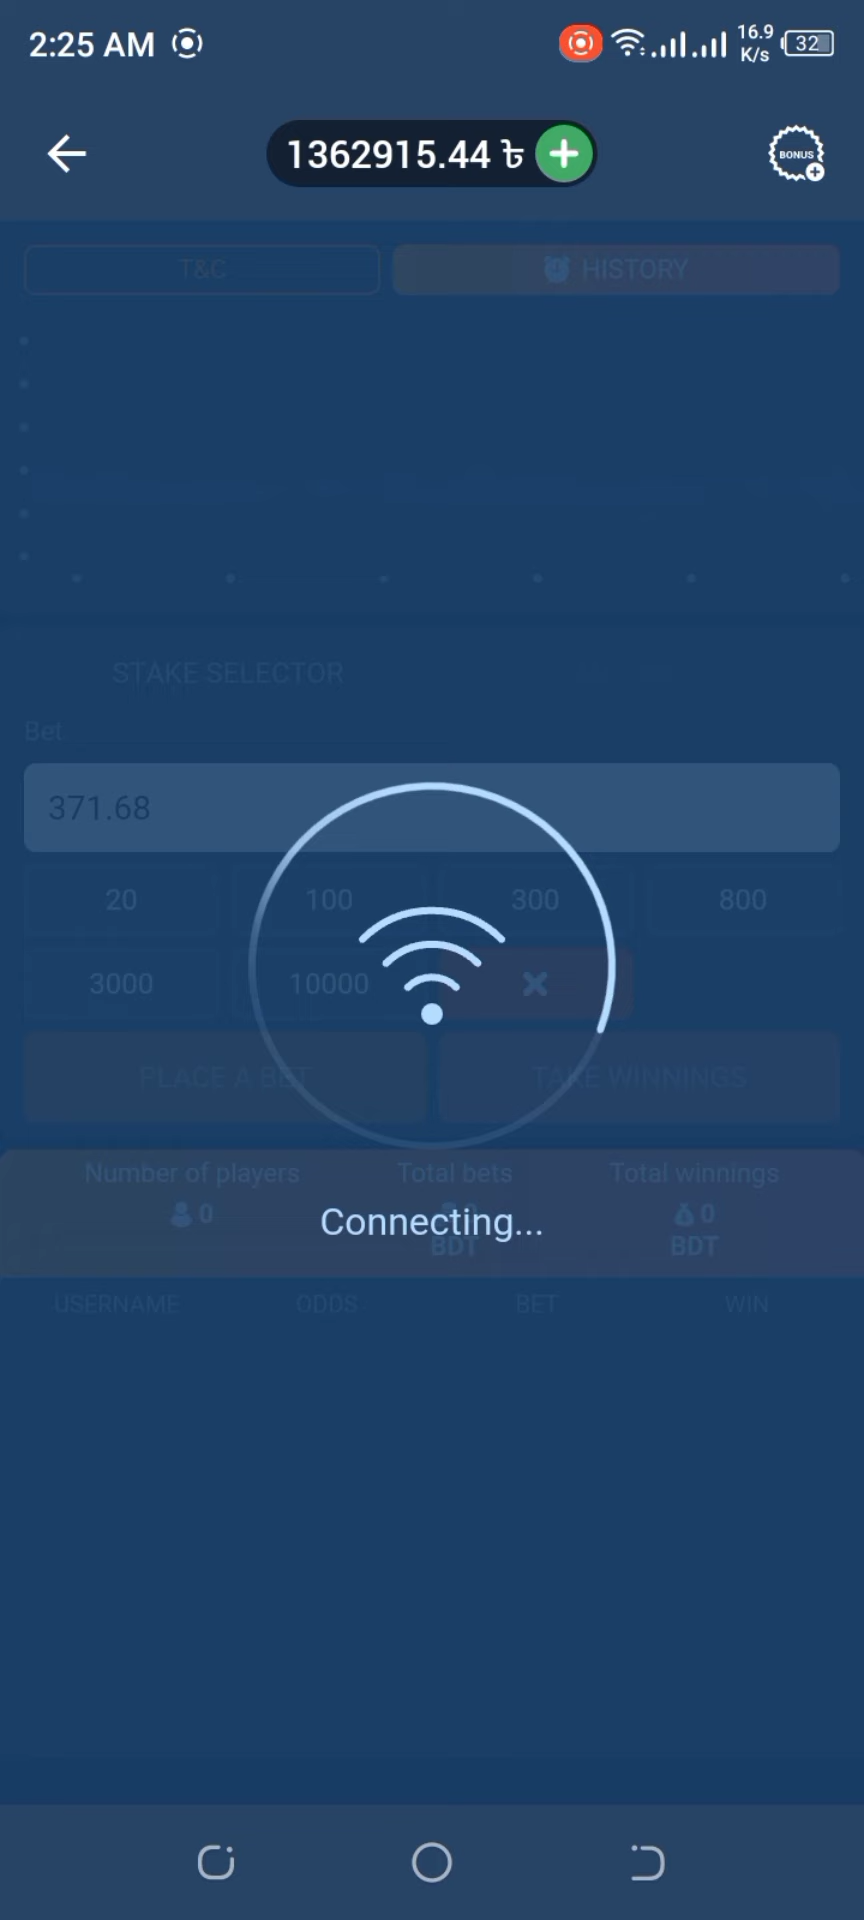 2:25 AM
16.9
K/s
32
1362915.44 ৳
BONUS
T&C
HISTORY
STAKE SELECTOR
Bet
371.68
20 100 300 800
3000 10000
PLACE A BET TAKE WINNINGS
Number of players Total bets Total winnings
0 0 0
Connecting...
BDT BDT
USERNAME ODDS BET WIN